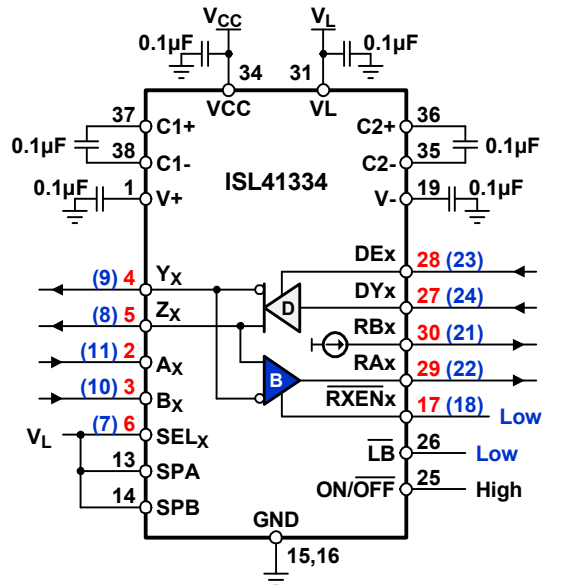 VCC VL
0.1µF 0.1µF
34 31
VCC VL
37 C1+ C2+ 36
0.1µF 0.1µF
38 C1- C2- 35
ISL41334
0.1µF 1 V+ V- 19 0.1µF
DEx 28 (23)
(9) 4 YX
D
DYx 27 (24)
(8) 5 ZX
RBx 30 (21)
(11) 2 AX
B
RAx 29 (22)
(10) 3 BX
RXENx 17 (18) Low
VL (7) 6 SELX
LB 26 Low
13 SPA
ON/OFF 25 High
14 SPB
GND
15,16